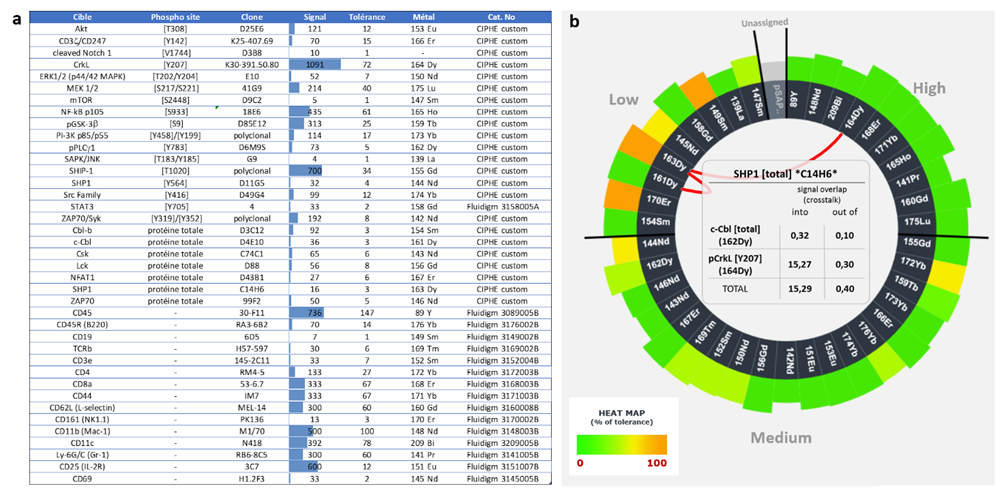 a
Cible Phospho site Clone Signal Tolérance Métal Cat. No
Akt [T308] D25E6 121 12 153 Eu CIPHE custom
CD3ζ/CD247 [Y142] K25-407.69 70 15 166 Er CIPHE custom
cleaved Notch 1 [V1744] D3B8 10 1 - CIPHE custom
CrkL [Y207] K30-391.50.80 1091 72 164 Dy CIPHE custom
ERK1/2 (p44/42 MAPK) [T202/Y204] E10 52 7 150 Nd CIPHE custom
MEK 1/2 [S217/S221] 41G9 214 40 175 Lu CIPHE custom
mTOR [S2448] D9C2 5 1 147 Sm CIPHE custom
NF-kB p105 [S933] 18E6 435 61 165 Ho CIPHE custom
pGSK-3β [S9] D85E12 313 25 159 Tb CIPHE custom
PI-3K p85/p55 [Y458]/[Y199] polyclonal 114 17 173 Yb CIPHE custom
pPLCγ1 [Y783] D6M9S 73 5 162 Dy CIPHE custom
SAPK/JNK [T183/Y185] G9 4 1 139 La CIPHE custom
SHIP-1 [T1020] polyclonal 700 34 155 Gd CIPHE custom
SHP1 [Y564] D11G5 32 4 144 Nd CIPHE custom
Src Family [Y416] D49G4 99 12 174 Yb CIPHE custom
STAT3 [Y705] 4 33 2 158 Gd Fluidigm 3158005A
ZAP70/Syk [Y319]/[Y352] polyclonal 192 8 142 Nd CIPHE custom
Cbl-b protéine totale D3C12 92 3 154 Sm CIPHE custom
c-Cbl protéine totale D4E10 36 3 161 Dy CIPHE custom
Csk protéine totale C74C1 65 6 143 Nd CIPHE custom
Lck protéine totale D88 56 8 156 Gd CIPHE custom
NFAT1 protéine totale D43B1 27 6 167 Er CIPHE custom
SHP1 protéine totale C14H6 16 3 163 Dy CIPHE custom
ZAP70 protéine totale 99F2 50 5 146 Nd CIPHE custom
CD45 - 30-F11 736 147 89 Y Fluidigm 3089005B
CD45R (B220) - RA3-6B2 70 14 176 Yb Fluidigm 3176002B
CD19 - 6D5 7 1 149 Sm Fluidigm 3149002B
TCRb - H57-597 30 6 169 Tm Fluidigm 3169002B
CD3e - 145-2C11 33 7 152 Sm Fluidigm 3152004B
CD4 - RM4-5 133 27 172 Yb Fluidigm 3172003B
CD8a - 53-6.7 333 67 168 Er Fluidigm 3168003B
CD44 - IM7 333 67 171 Yb Fluidigm 3171003B
CD62L (L-selectin) - MEL-14 300 60 160 Gd Fluidigm 3160008B
CD161 (NK1.1) - PK136 13 3 170 Er Fluidigm 3170002B
CD11b (Mac-1) - M1/70 500 100 148 Nd Fluidigm 3148003B
CD11c - N418 392 78 209 Bi Fluidigm 3209005B
Ly-6G/C (Gr-1) - RB6-8C5 300 60 141 Pr Fluidigm 3141005B
CD25 (IL-2R) - 3C7 600 12 151 Eu Fluidigm 3151007B
CD69 - H1.2F3 33 2 145 Nd Fluidigm 3145005B
b
Unassigned
High
Low
Medium
pSAP..
89Y
148Nd
209Bi
164Dy
168Er
171Yb
165Ho
141Pr
160Gd
175Lu
155Gd
172Yb
159Tb
173Yb
166Er
176Yb
174Yb
153Eu
151Eu
142Nd
156Gd
150Nd
152Sm
169Tm
167Er
143Nd
146Nd
162Dy
144Nd
154Sm
170Er
161Dy
163Dy
145Nd
158Gd
149Sm
139La
147Sm
SHP1 [total] *C14H6*
signal overlap
(crosstalk)
into out of
c-Cbl [total]
(162Dy) 0,32 0,10
pCrkL [Y207]
(164Dy) 15,27 0,30
TOTAL 15,29 0,40
HEAT MAP
(% of tolerance)
0 100